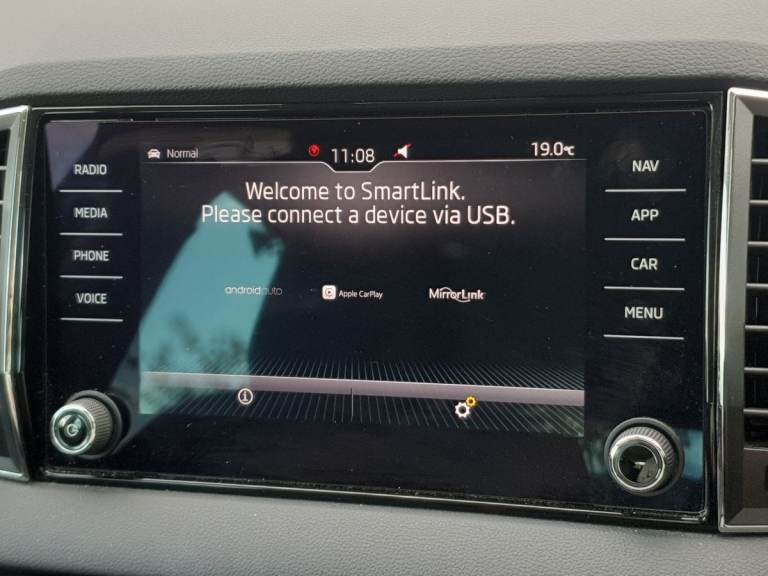 Normal
11:08
19.0°C
RADIO
MEDIA
PHONE
VOICE
Welcome to SmartLink.
Please connect a device via USB.
androidauto
Apple CarPlay
MirrorLink
NAV
APP
CAR
MENU